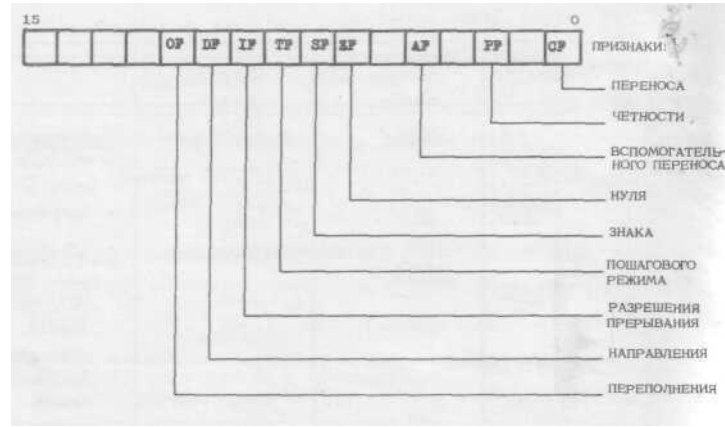 15 0
OF DF IF TF SF ZF AF PF CF ПРИЗНАКИ:
ПЕРЕНОСА
ЧЕТНОСТИ
ВСПОМОГАТЕЛЬ-
НОГО ПЕРЕНОСА
НУЛЯ
ЗНАКА
ПОШАГОВОГО
РЕЖИМА
РАЗРЕШЕНИЯ
ПРЕРЫВАНИЯ
НАПРАВЛЕНИЯ
ПЕРЕПОЛНЕНИЯ